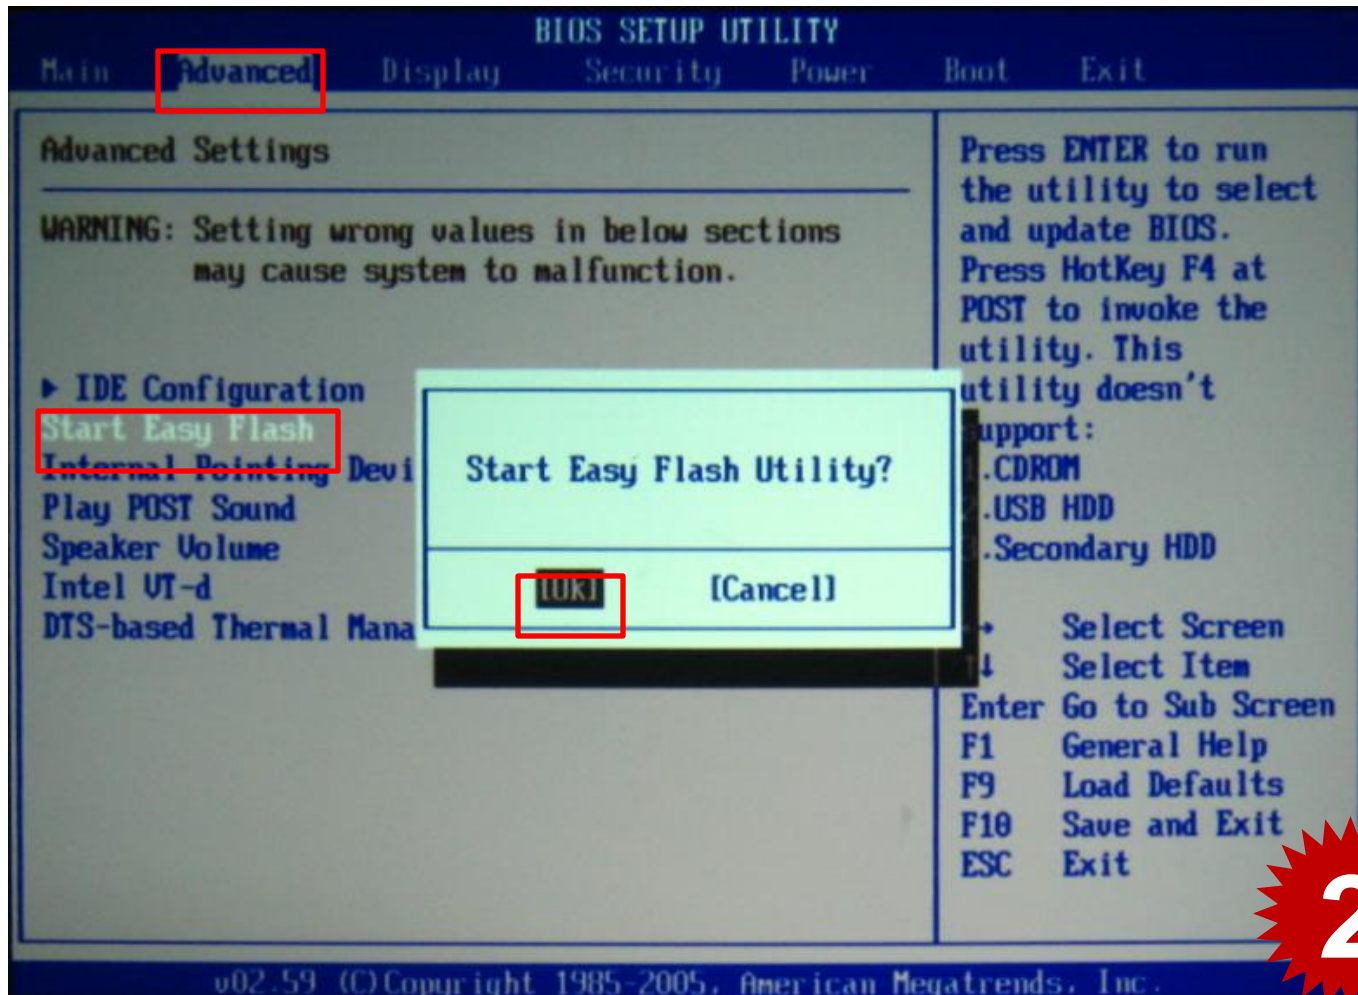 BIOS SETUP UTILITY
Main Advanced Display Security Power Boot Exit
Advanced Settings
WARNING: Setting wrong values in below sections
may cause system to malfunction.
▶ IDE Configuration
Start Easy Flash
Internal Pointing Devi
Play POST Sound
Speaker Volume
Intel VT-d
DTS-based Thermal Mana
Start Easy Flash Utility?
[Ok] [Cancel]
Press ENTER to run
the utility to select
and update BIOS.
Press HotKey F4 at
POST to invoke the
utility. This
utility doesn't
upport:
.CDROM
.USB HDD
.Secondary HDD
Select Screen
↑↓ Select Item
Enter Go to Sub Screen
F1 General Help
F9 Load Defaults
F10 Save and Exit
ESC Exit
2
v02.59 (C)Copyright 1985-2005, American Megatrends, Inc.